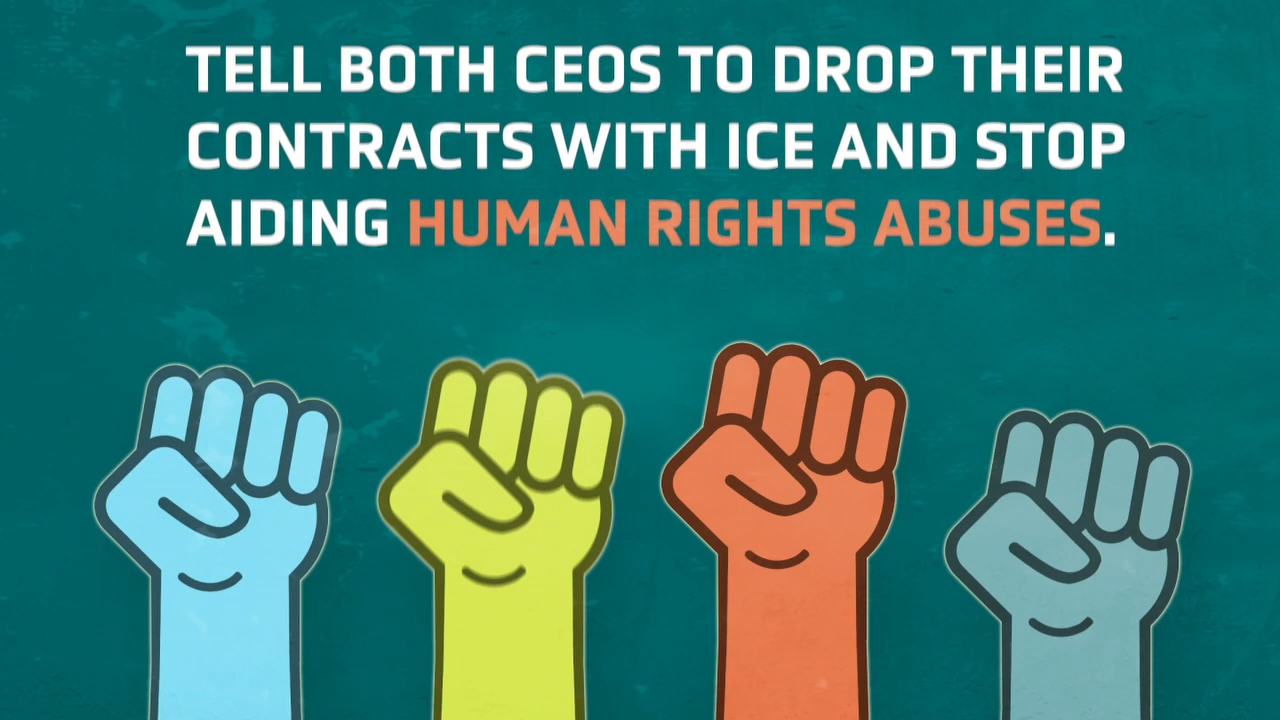 TELL BOTH CEOS TO DROP THEIR
CONTRACTS WITH ICE AND STOP
AIDING HUMAN RIGHTS ABUSES.